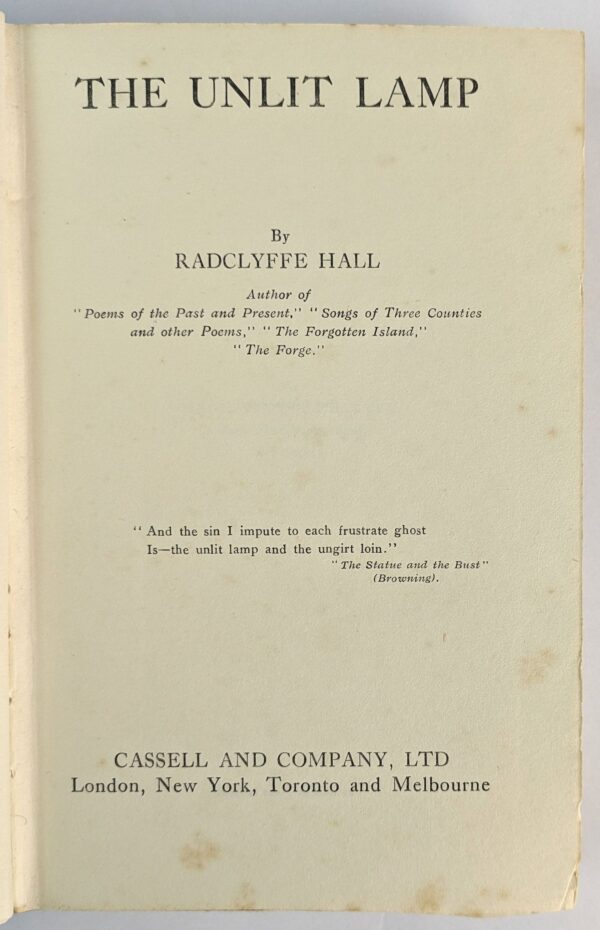 THE UNLIT LAMP
By
RADCLYFFE HALL
Author of
"Poems of the Past and Present," "Songs of Three Counties
and other Poems," "The Forgotten Island,"
"The Forge."
"And the sin I impute to each frustrate ghost
Is—the unlit lamp and the ungirt loin."
"The Statue and the Bust"
(Browning).
CASSELL AND COMPANY, LTD
London, New York, Toronto and Melbourne